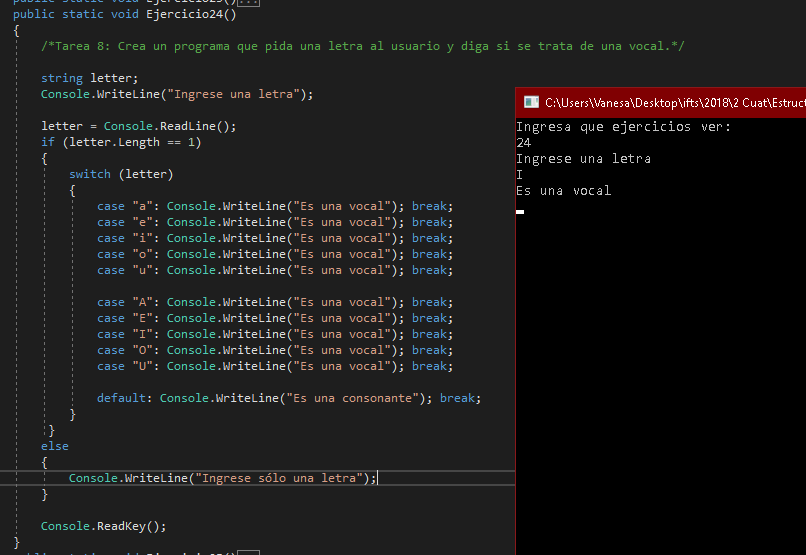 public static void Ejercicio24()
{
/*Tarea 8: Crea un programa que pida una letra al usuario y diga si se trata de una vocal.*/
string letter;
Console.WriteLine("Ingrese una letra");
letter = Console.ReadLine();
if (letter.Length == 1)
{
switch (letter)
{
case "a": Console.WriteLine("Es una vocal"); break;
case "e": Console.WriteLine("Es una vocal"); break;
case "i": Console.WriteLine("Es una vocal"); break;
case "o": Console.WriteLine("Es una vocal"); break;
case "u": Console.WriteLine("Es una vocal"); break;
case "A": Console.WriteLine("Es una vocal"); break;
case "E": Console.WriteLine("Es una vocal"); break;
case "I": Console.WriteLine("Es una vocal"); break;
case "O": Console.WriteLine("Es una vocal"); break;
case "U": Console.WriteLine("Es una vocal"); break;
default: Console.WriteLine("Es una consonante"); break;
}
}
else
{
Console.WriteLine("Ingrese sólo una letra");
}
Console.ReadKey();
}
C:\Users\Vanesa\Desktop\ifts\2018\2 Cuat\Estruct
Ingresa que ejercicios ver:
24
Ingrese una letra
I
Es una vocal